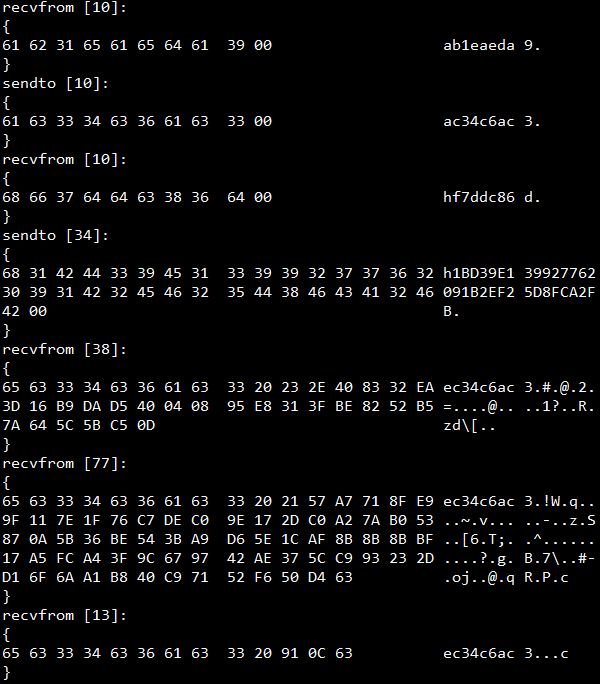 recvfrom [10]:
{
61 62 31 65 61 65 64 61  39 00                     ab1eaeda 9.
}
sendto [10]:
{
61 63 33 34 63 36 61 63  33 00                     ac34c6ac 3.
}
recvfrom [10]:
{
68 66 37 64 64 63 38 36  64 00                     hf7ddc86 d.
}
sendto [34]:
{
68 31 42 44 33 39 45 31  33 39 39 32 37 37 36 32 h1BD39E1 39927762
30 39 31 42 32 45 46 32  35 44 38 46 43 41 32 46 091B2EF2 5D8FCA2F
42 00                                              B.
}
recvfrom [38]:
{
65 63 33 34 63 36 61 63  33 20 23 2E 40 83 32 EA ec34c6ac 3.#.@.2.
3D 16 B9 DA D5 40 04 08  95 E8 31 3F BE 82 52 B5 =....@.. ..1?..R.
7A 64 5C 5B C5 0D                                  zd\[..
}
recvfrom [77]:
{
65 63 33 34 63 36 61 63  33 20 21 57 A7 71 8F E9 ec34c6ac 3.!W.q..
9F 11 7E 1F 76 C7 DE C0  9E 17 2D C0 A2 7A B0 53 ..~.v... ..-..z.S
87 0A 5B 36 BE 54 3B A9  D6 5E 1C AF 8B 8B 8B BF ..[6.T;. .^......
17 A5 FC A4 3F 9C 67 97  42 AE 37 5C C9 93 23 2D ....?.g. B.7\..#-
D1 6F 6A A1 B8 40 C9 71  52 F6 50 D4 63            .oj..@.q R.P.c
}
recvfrom [13]:
{
65 63 33 34 63 36 61 63  33 20 91 0C 63            ec34c6ac 3...c
}